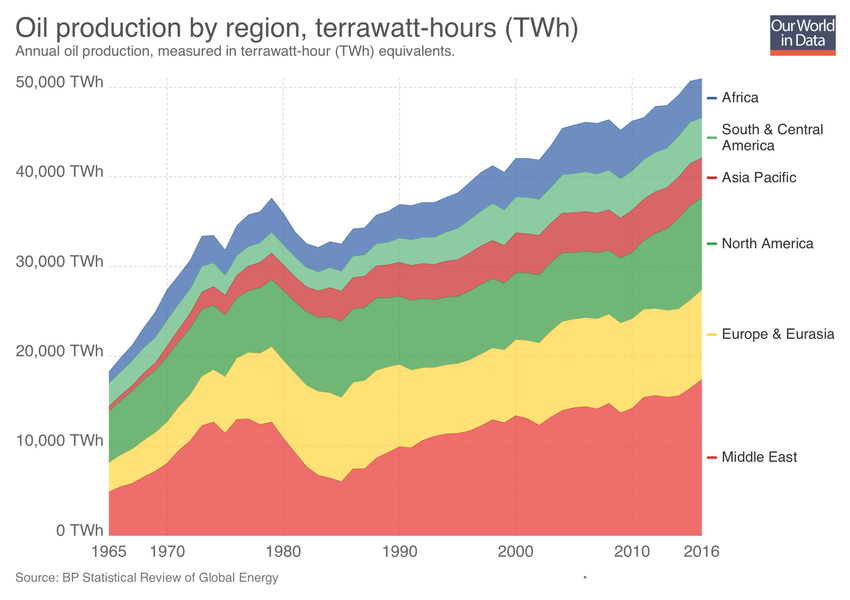 Oil production by region, terrawatt-hours (TWh)
Annual oil production, measured in terrawatt-hour (TWh) equivalents.
Our World
in Data
50,000 TWh
40,000 TWh
30,000 TWh
20,000 TWh
10,000 TWh
0 TWh
Africa
South & Central
America
Asia Pacific
North America
Europe & Eurasia
Middle East
1965 1970 1980 1990 2000 2010 2016
Source: BP Statistical Review of Global Energy